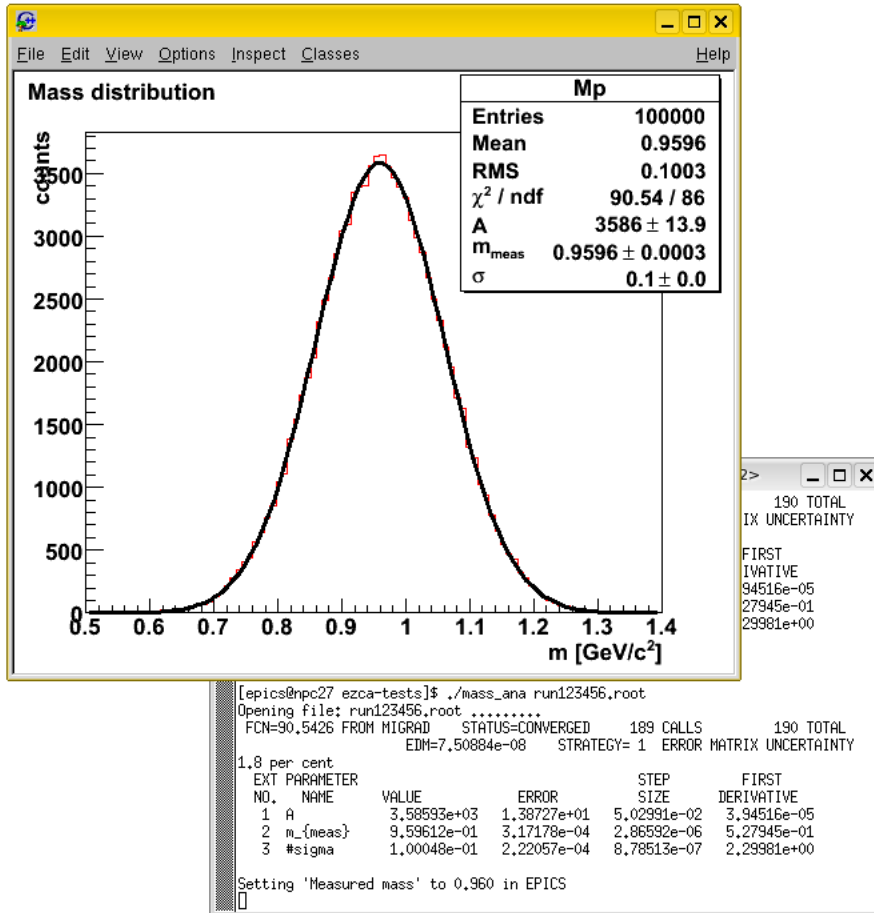 File Edit View Options Inspect Classes Help
Mass distribution
Mp
Entries 100000
Mean 0.9596
RMS 0.1003
χ² / ndf 90.54 / 86
A 3586 ± 13.9
m_meas 0.9596 ± 0.0003
σ 0.1 ± 0.0
counts
3500
3000
2500
2000
1500
1000
500
0
0.5 0.6 0.7 0.8 0.9 1 1.1 1.2 1.3 1.4
m [GeV/c²]
2>
190 TOTAL
IX UNCERTAINTY
FIRST
IVATIVE
94516e-05
27945e-01
29981e+00
[epics@npc27 ezca-tests]$ ./mass_ana run123456.root
Opening file: run123456.root .........
FCN=90.5426 FROM MIGRAD STATUS=CONVERGED 189 CALLS 190 TOTAL
EDM=7.50884e-08 STRATEGY= 1 ERROR MATRIX UNCERTAINTY
1.8 per cent
EXT PARAMETER STEP FIRST
NO. NAME VALUE ERROR SIZE DERIVATIVE
1 A 3.58593e+03 1.38727e+01 5.02991e-02 3.94516e-05
2 m_{meas} 9.59612e-01 3.17178e-04 2.86592e-06 5.27945e-01
3 #sigma 1.00048e-01 2.22057e-04 8.78513e-07 2.29981e+00
Setting 'Measured mass' to 0.960 in EPICS